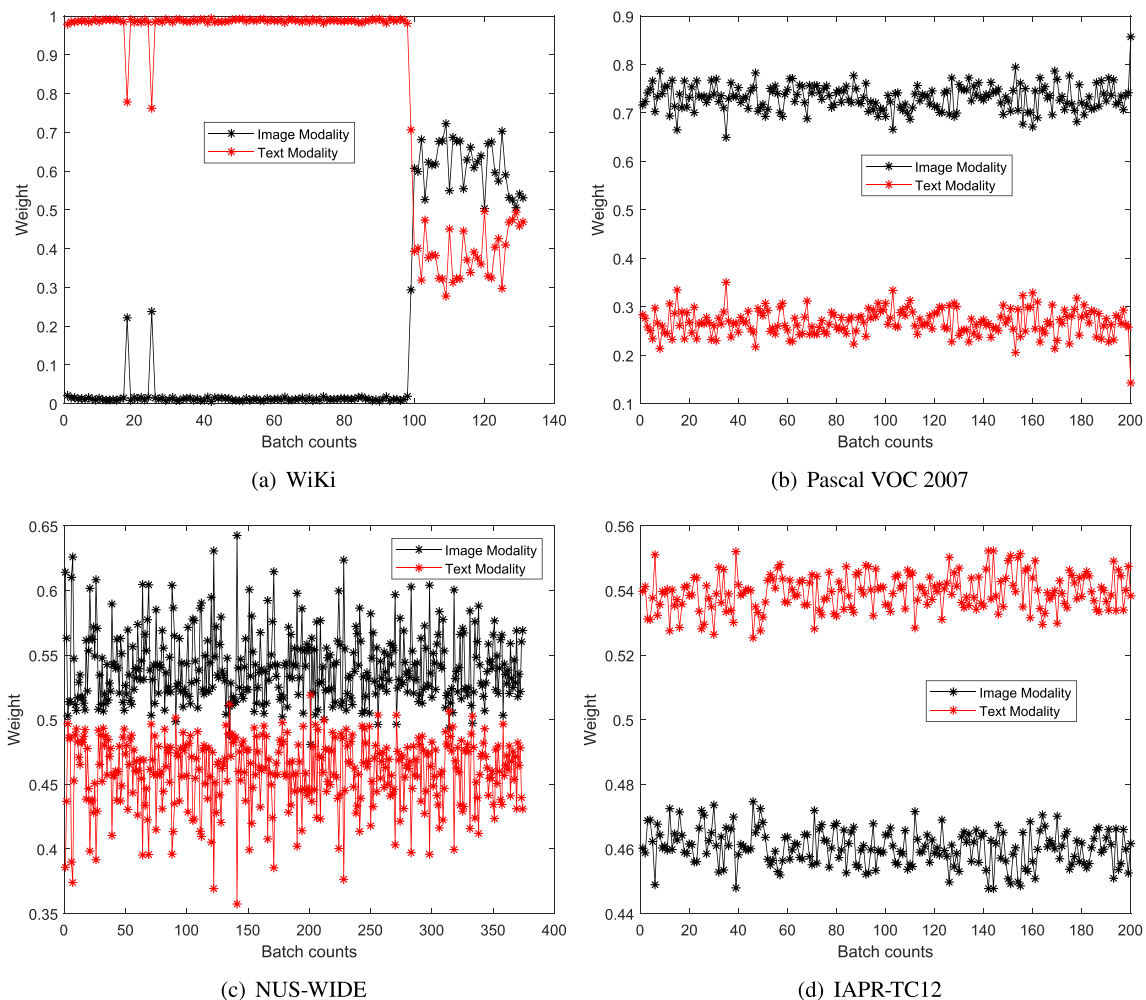 1
0.9
0.8
0.7
0.6
0.5
0.4
0.3
0.2
0.1
0
Weight
Image Modality
Text Modality
0 20 40 60 80 100 120 140
Batch counts
(a) WiKi
0.9
0.8
0.7
0.6
0.5
0.4
0.3
0.2
0.1
Weight
Image Modality
Text Modality
0 20 40 60 80 100 120 140 160 180 200
Batch counts
(b) Pascal VOC 2007
0.65
0.6
0.55
0.5
0.45
0.4
0.35
Weight
Image Modality
Text Modality
0 50 100 150 200 250 300 350 400
Batch counts
(c) NUS-WIDE
0.56
0.54
0.52
0.5
0.48
0.46
0.44
Weight
Image Modality
Text Modality
0 20 40 60 80 100 120 140 160 180 200
Batch counts
(d) IAPR-TC12